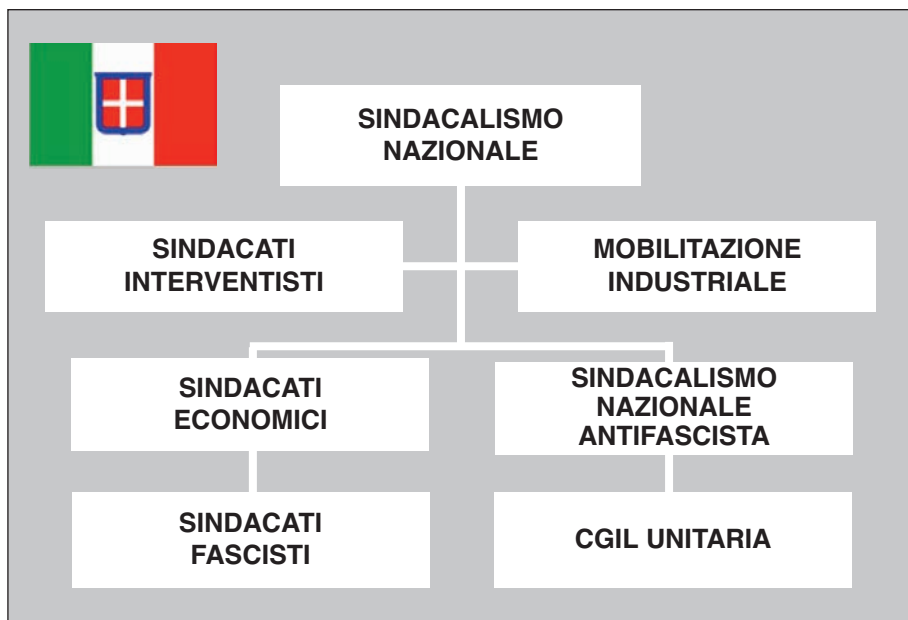 SINDACALISMO
NAZIONALE
SINDACATI
INTERVENTISTI
MOBILITAZIONE
INDUSTRIALE
SINDACATI
ECONOMICI
SINDACALISMO
NAZIONALE
ANTIFASCISTA
SINDACATI
FASCISTI
CGIL UNITARIA